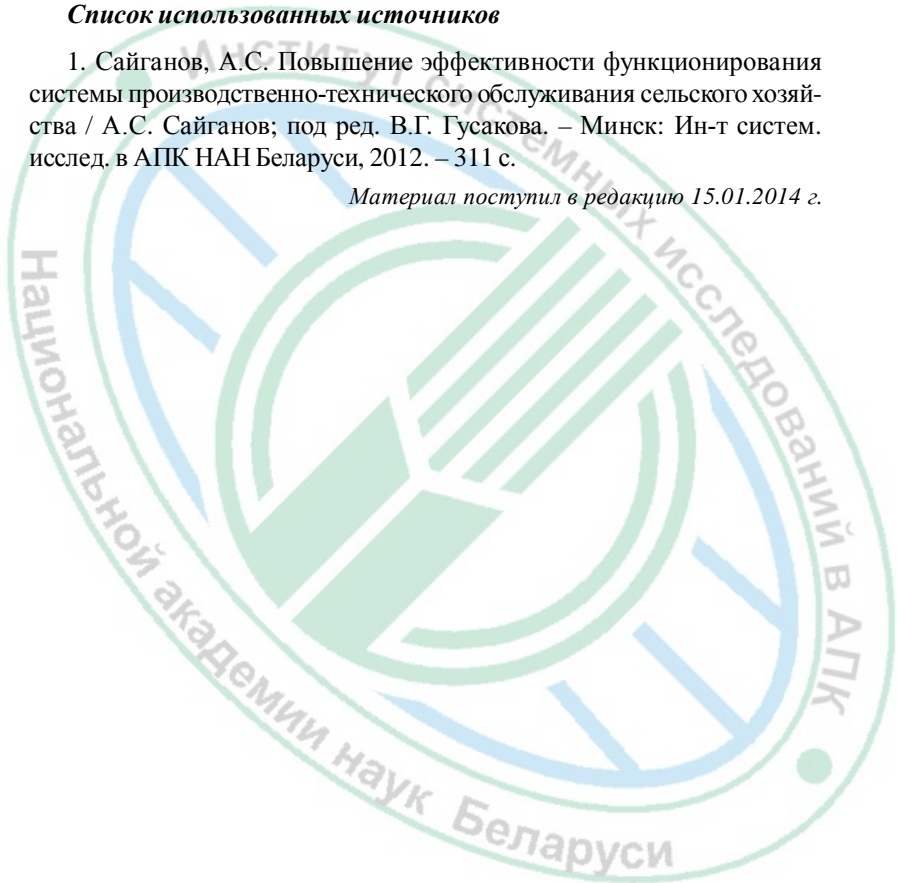 Список использованных источников
1. Сайганов, А.С. Повышение эффективности функционирования
системы производственно-технического обслуживания сельского хозяй-
ства / А.С. Сайганов; под ред. В.Г. Гусакова. – Минск: Ин-т систем.
исслед. в АПК НАН Беларуси, 2012. – 311 с.
Материал поступил в редакцию 15.01.2014 г.
Институт системных исследований в АПК
Национальной академии наук Беларуси